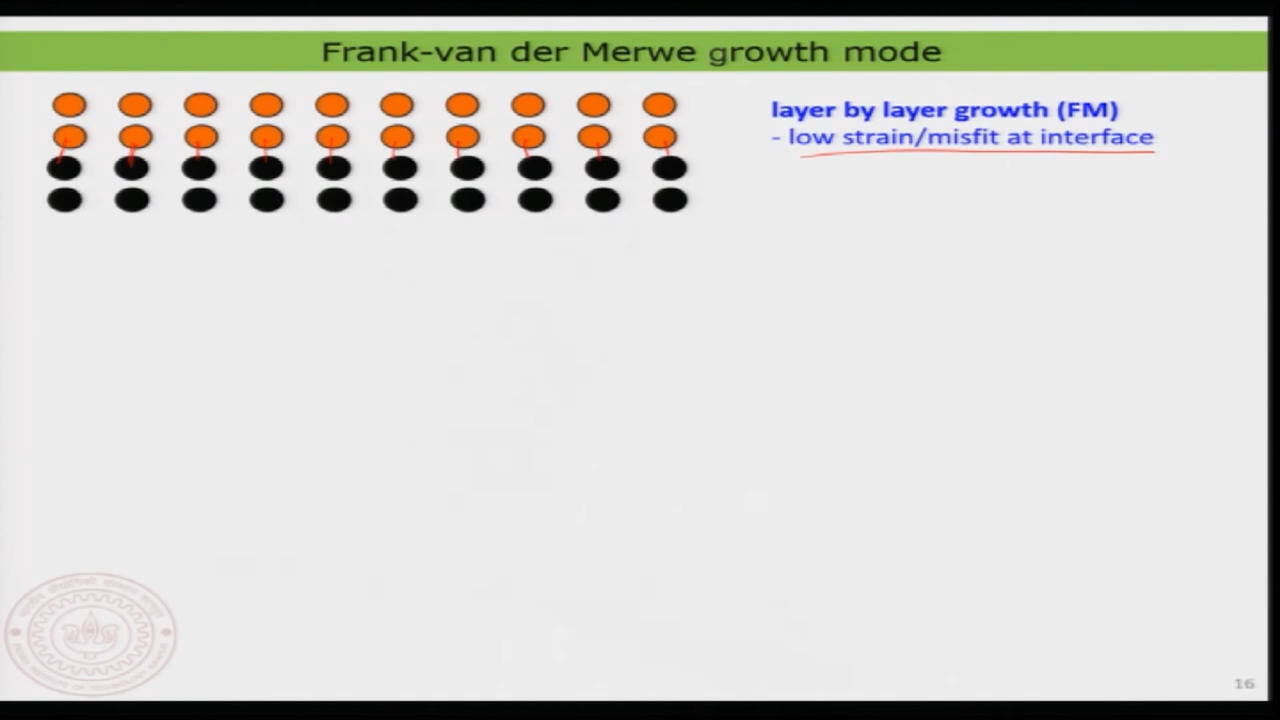 Frank-van der Merwe growth mode
layer by layer growth (FM)
- low strain/misfit at interface
16